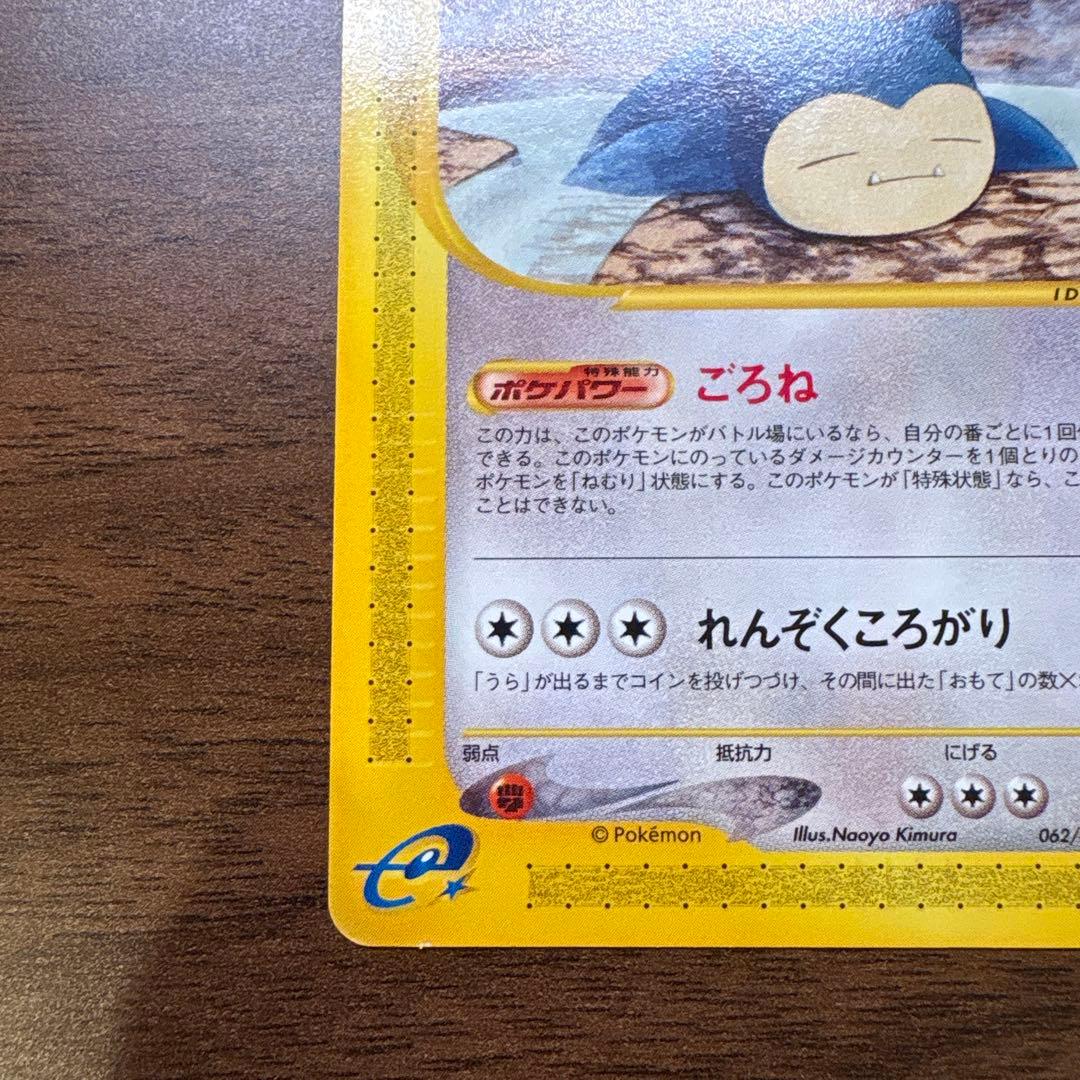 ID
特殊能力
ポケパワー ごろね
この力は、このポケモンがバトル場にいるなら、自分の番ごとに1回
できる。このポケモンにのっているダメージカウンターを1個とりの
ポケモンを「ねむり」状態にする。このポケモンが「特殊状態」なら、こ
ことはできない。
れんぞくころがり
「うら」が出るまでコインを投げつづけ、その間に出た「おもて」の数×
弱点 抵抗力 にげる
© Pokémon Illus.Naoyo Kimura 062/
e